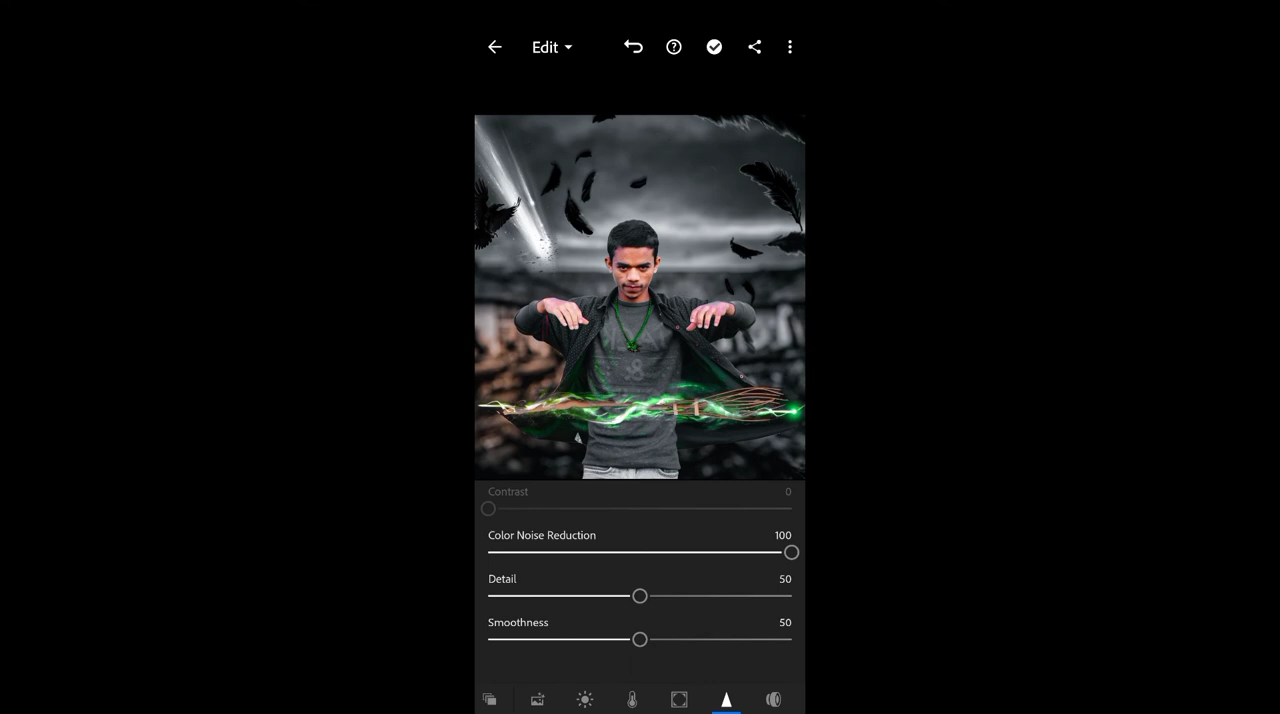 Edit
Contrast 0
Color Noise Reduction 100
Detail 50
Smoothness 50